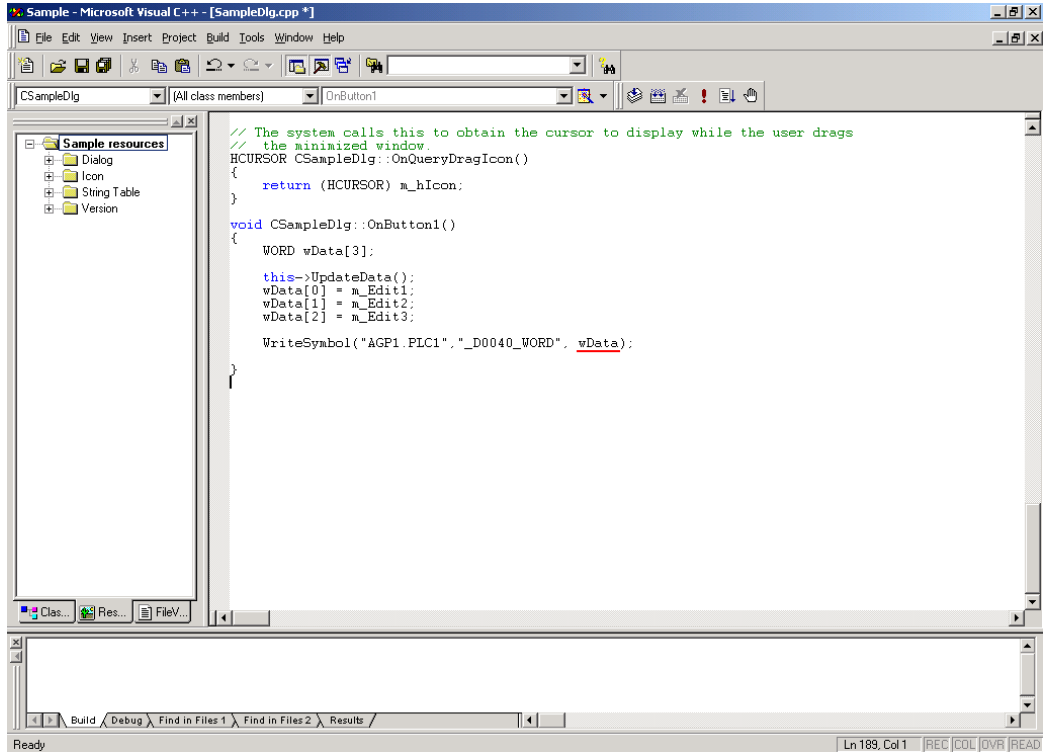 Sample - Microsoft Visual C++ - [SampleDlg.cpp *]
File Edit View Insert Project Build Tools Window Help
CSampleDlg (All class members) OnButton1
Sample resources
Dialog
Icon
String Table
Version
// The system calls this to obtain the cursor to display while the user drags
//  the minimized window.
HCURSOR CSampleDlg::OnQueryDragIcon()
{
    return (HCURSOR) m_hIcon;
}
void CSampleDlg::OnButton1()
{
    WORD wData[3];
    this->UpdateData();
    wData[0] = m_Edit1;
    wData[1] = m_Edit2;
    wData[2] = m_Edit3;
    WriteSymbol("AGP1.PLC1","_D0040_WORD", wData);
}
Clas... Res... FileV...
Build Debug Find in Files 1 Find in Files 2 Results
Ready Ln 189, Col 1 REC COL OVR READ